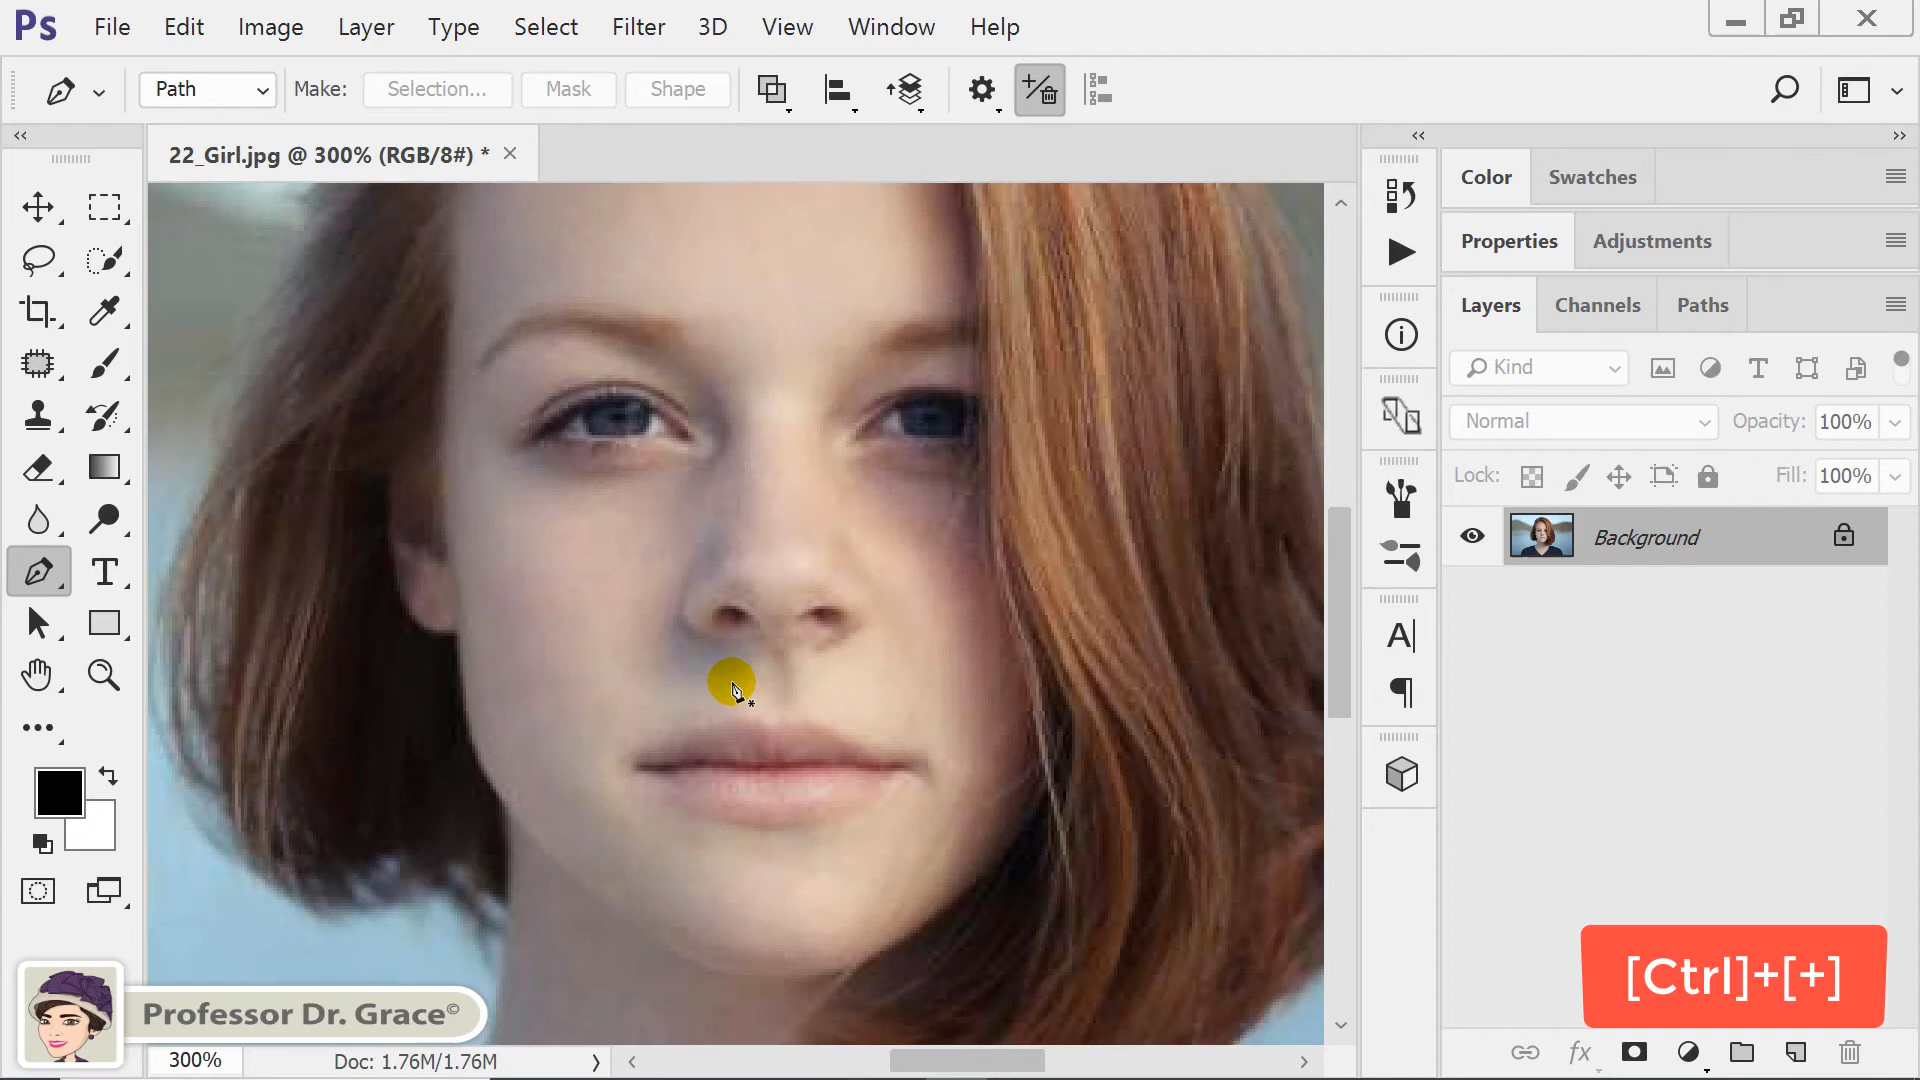 Ps File Edit Image Layer Type Select Filter 3D View Window Help
Path Make: Selection... Mask Shape
22_Girl.jpg @ 300% (RGB/8#) * ×
Color Swatches
Properties Adjustments
Layers Channels Paths
Kind
Normal Opacity: 100%
Lock: Fill: 100%
Background
[Ctrl]+[+]
Professor Dr. Grace©
300% Doc: 1.76M/1.76M